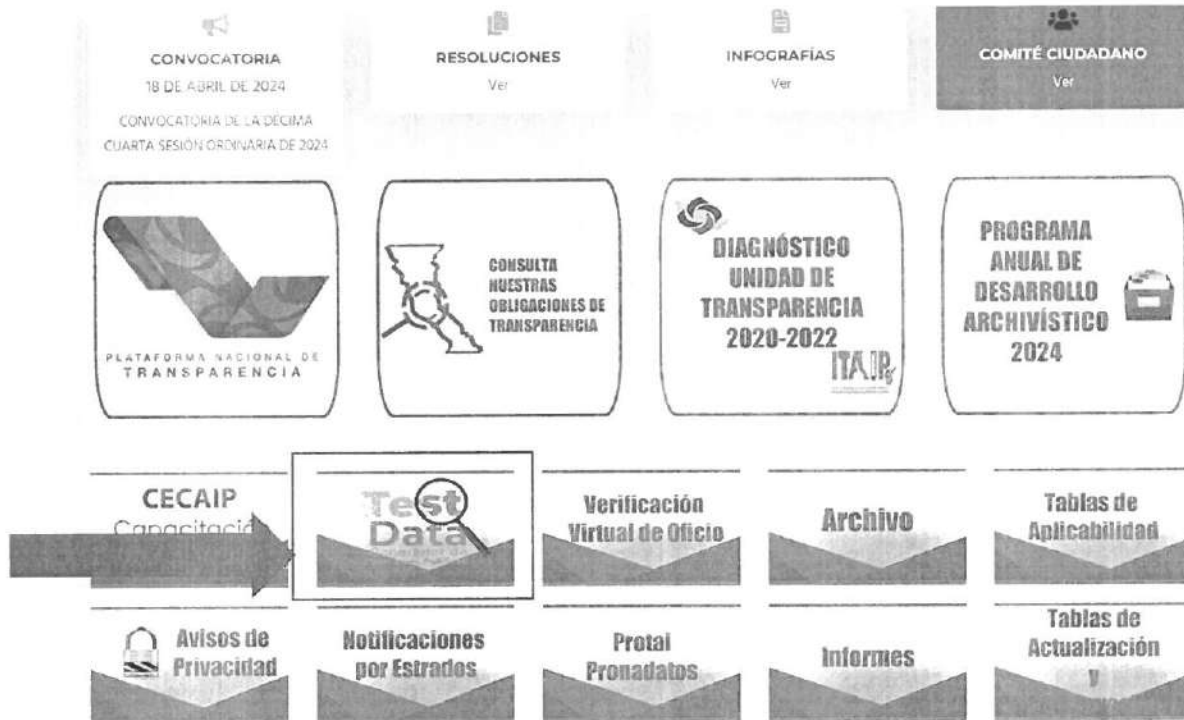 CONVOCATORIA
18 DE ABRIL DE 2024
CONVOCATORIA DE LA DÉCIMA
CUARTA SESIÓN ORDINARIA DE 2024
RESOLUCIONES
Ver
INFOGRAFÍAS
Ver
COMITÉ CIUDADANO
Ver
PLATAFORMA NACIONAL DE
TRANSPARENCIA
CONSULTA
NUESTRAS
OBLIGACIONES DE
TRANSPARENCIA
DIAGNÓSTICO
UNIDAD DE
TRANSPARENCIA
2020-2022
ITAIP
PROGRAMA
ANUAL DE
DESARROLLO
ARCHIVÍSTICO
2024
CECAIP
Capacitación
Test
Data
Verificación
Virtual de Oficio
Archivo
Tablas de
Aplicabilidad
Avisos de
Privacidad
Notificaciones
por Estrados
Protal
Pronadatos
Informes
Tablas de
Actualización
y